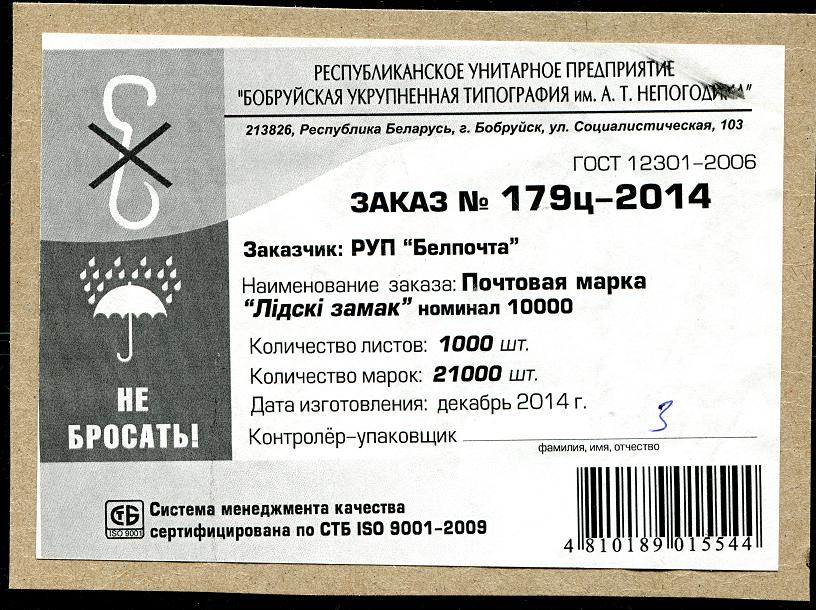 РЕСПУБЛИКАНСКОЕ УНИТАРНОЕ ПРЕДПРИЯТИЕ
"БОБРУЙСКАЯ УКРУПНЕННАЯ ТИПОГРАФИЯ им. А. Т. НЕПОГОДИНА"
213826, Республика Беларусь, г. Бобруйск, ул. Социалистическая, 103
ГОСТ 12301-2006
ЗАКАЗ № 179ц-2014
Заказчик: РУП "Белпочта"
Наименование заказа: Почтовая марка
"Лідскі замак" номинал 10000
Количество листов: 1000 шт.
Количество марок: 21000 шт.
Дата изготовления: декабрь 2014 г.
Контролёр-упаковщик 3
фамилия, имя, отчество
НЕ
БРОСАТЬ!
СТБ
ISO 9001
Система менеджмента качества
сертифицирована по СТБ ISO 9001-2009
4 810189 015544